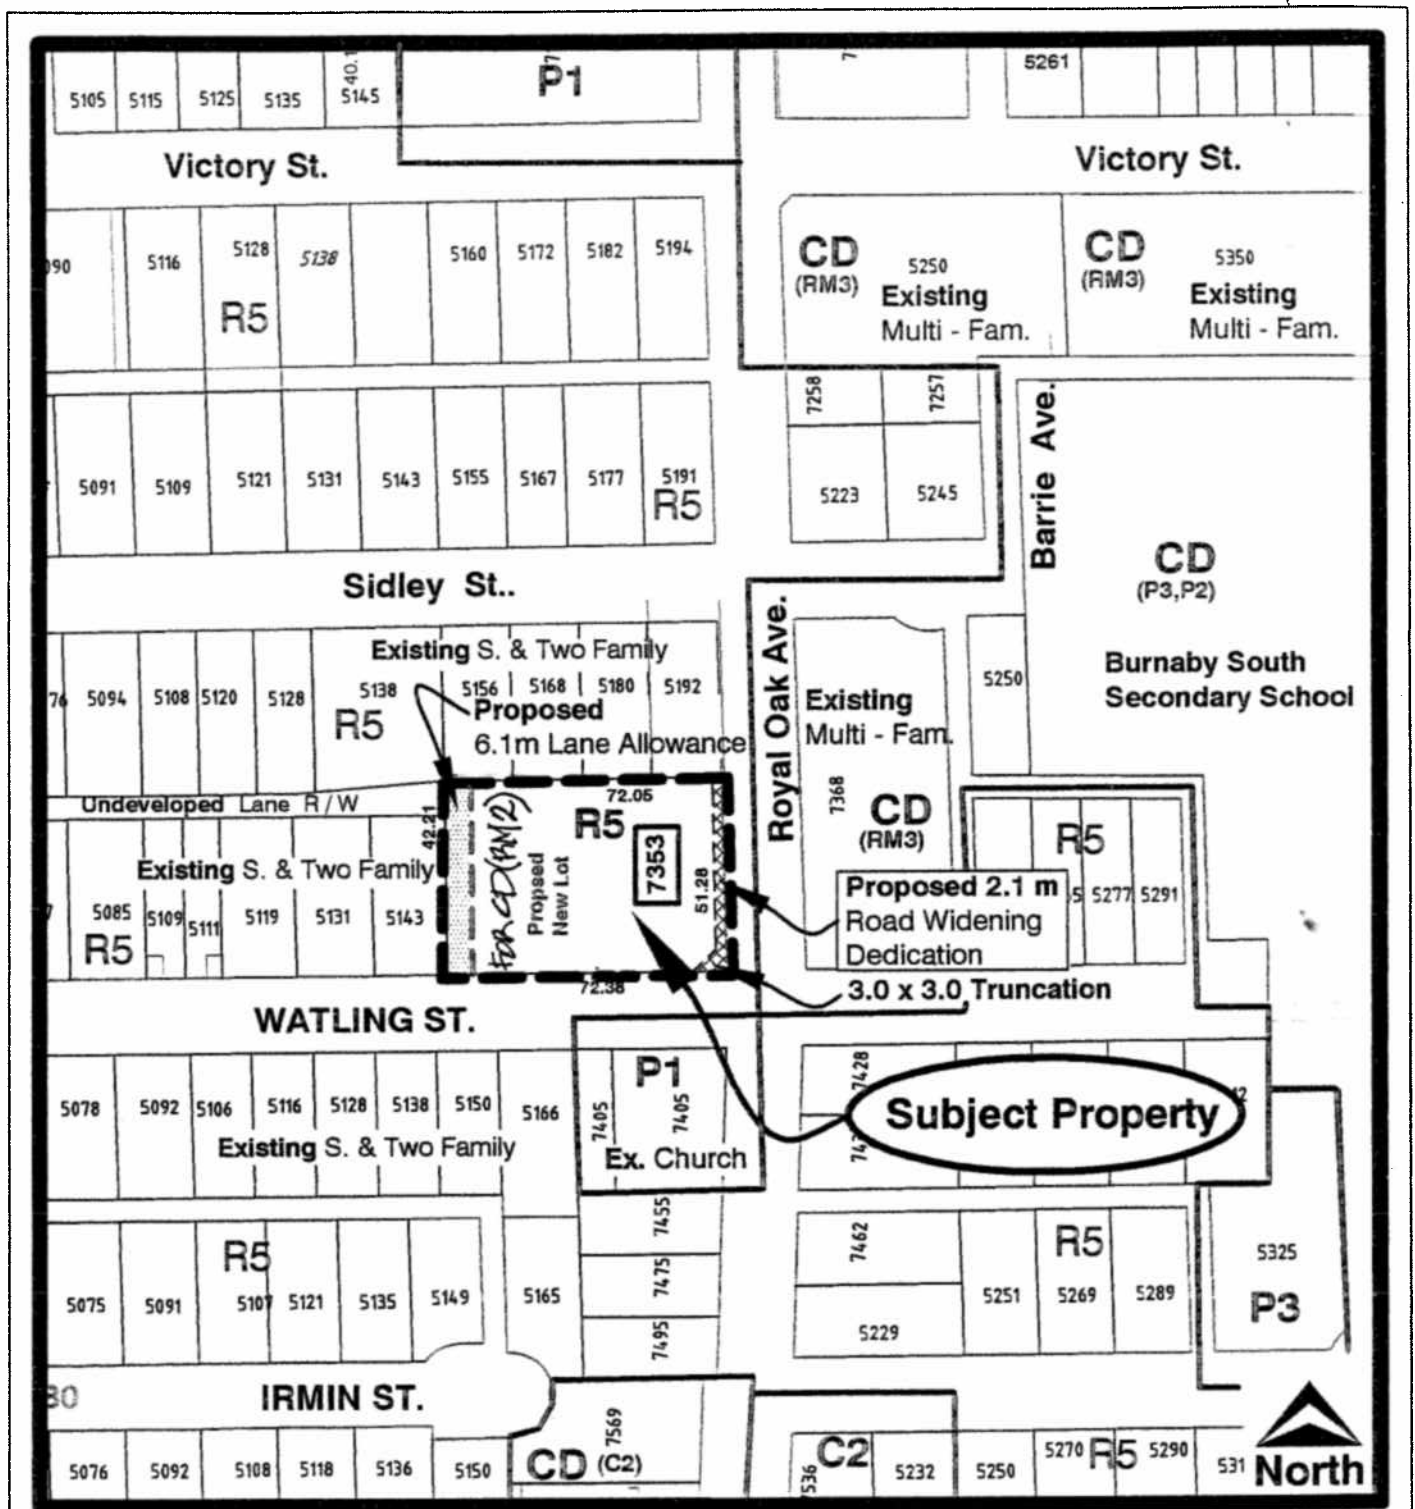 5105 5115 5125 5135 5145 P1 5261
Victory St. Victory St.
5116 5128 5138 5160 5172 5182 5194
R5
CD CD
(RM3) (RM3)
5250 5350
Existing Existing
Multi - Fam. Multi - Fam.
7258 7257
5091 5109 5121 5131 5143 5155 5167 5177 5191
R5
5223 5245
Barrie Ave.
CD
(P3,P2)
Sidley St..
Royal Oak Ave.
Existing S. & Two Family
5094 5108 5120 5128 5138 5156 5168 5180 5192
R5
5250
Burnaby South
Secondary School
Proposed
6.1m Lane Allowance
Existing
Multi - Fam.
7368
CD
(RM3)
Undeveloped Lane R / W
42.21
72.05
R5
FOR CD(RM2)
Propsed
New Lot
7353
51.28
72.38
R5
5277 5291
Existing S. & Two Family
5085 5109 5111 5119 5131 5143
R5
Proposed 2.1 m
Road Widening
Dedication
3.0 x 3.0 Truncation
WATLING ST.
P1
7405 7405
Ex. Church
7428
Subject Property
5078 5092 5106 5116 5128 5138 5150 5166
Existing S. & Two Family
7455
7475
7495
7462
5229
R5
5251 5269 5289
5325
P3
R5
5075 5091 5107 5121 5135 5149 5165
IRMIN ST.
5076 5092 5108 5118 5136 5150
CD (C2)
7569
7536
C2
5232 5250 5270 R5 5290
North